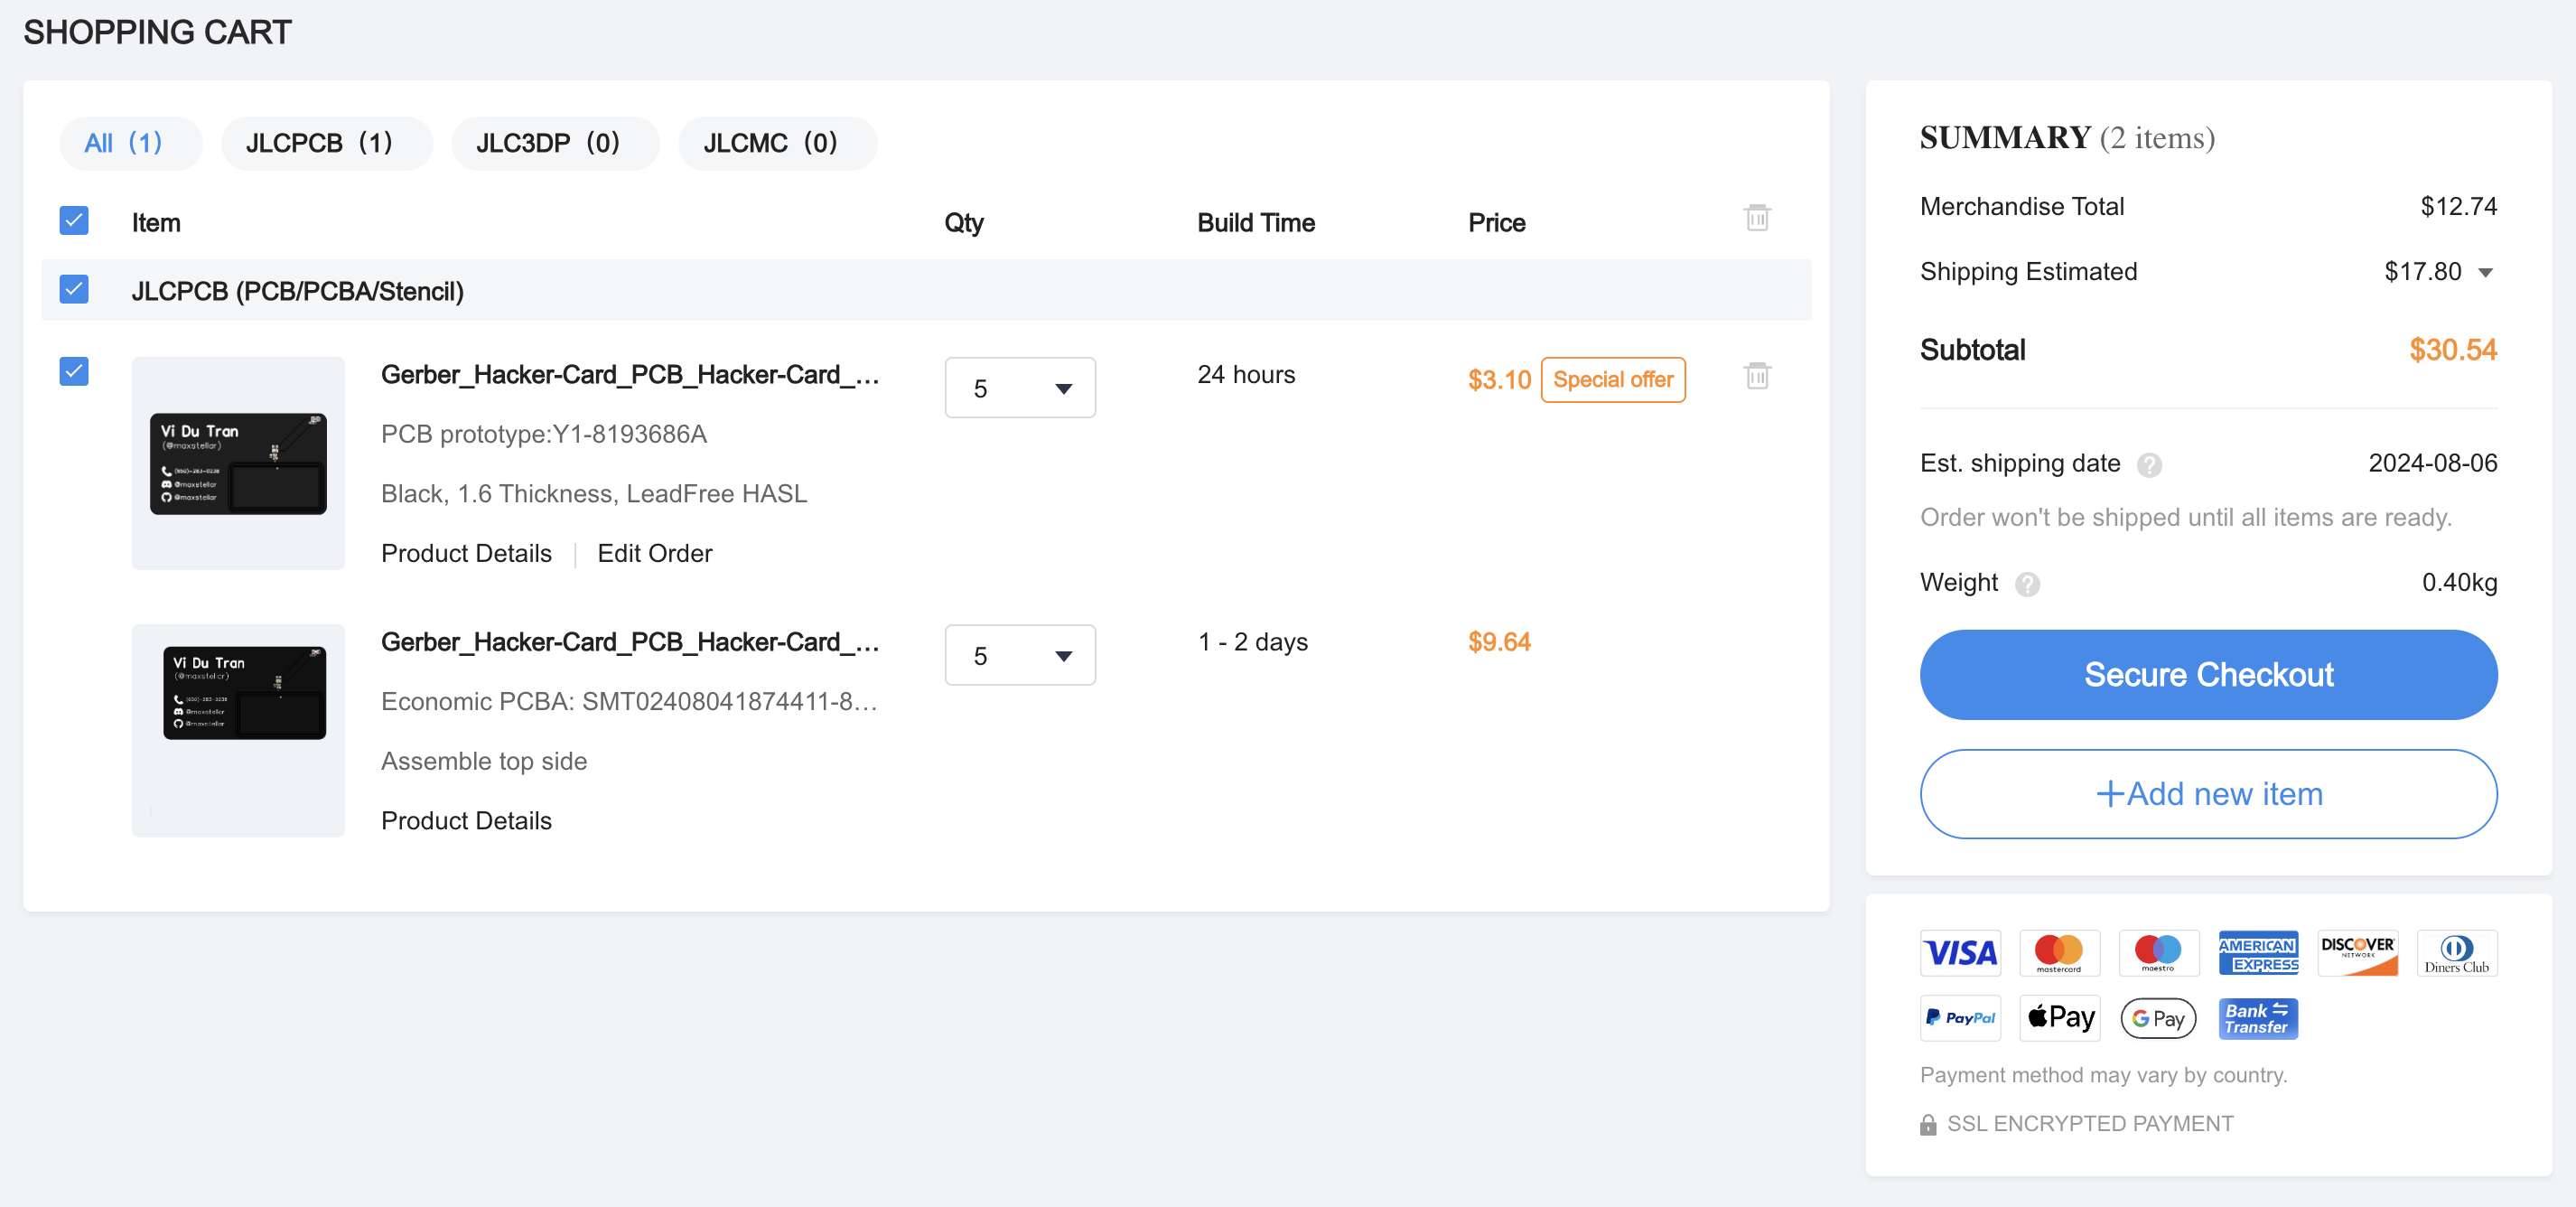 SHOPPING CART
All (1) JLCPCB (1) JLC3DP (0) JLCMC (0)
Item Qty Build Time Price
JLCPCB (PCB/PCBA/Stencil)
Gerber_Hacker-Card_PCB_Hacker-Card_... 5 24 hours $3.10 Special offer
PCB prototype:Y1-8193686A
Black, 1.6 Thickness, LeadFree HASL
Product Details Edit Order
Vi Du Tran
(@maxstellar)
@maxstellar
@maxstellar
Gerber_Hacker-Card_PCB_Hacker-Card_... 5 1 - 2 days $9.64
Economic PCBA: SMT02408041874411-8...
Assemble top side
Product Details
Vi Du Tran
(@maxstellar)
@maxstellar
@maxstellar
SUMMARY (2 items)
Merchandise Total $12.74
Shipping Estimated $17.80
Subtotal $30.54
Est. shipping date ? 2024-08-06
Order won't be shipped until all items are ready.
Weight ? 0.40kg
Secure Checkout
+Add new item
VISA mastercard maestro AMERICAN EXPRESS DISCOVER NETWORK Diners Club
PayPal Pay G Pay Bank Transfer
Payment method may vary by country.
SSL ENCRYPTED PAYMENT